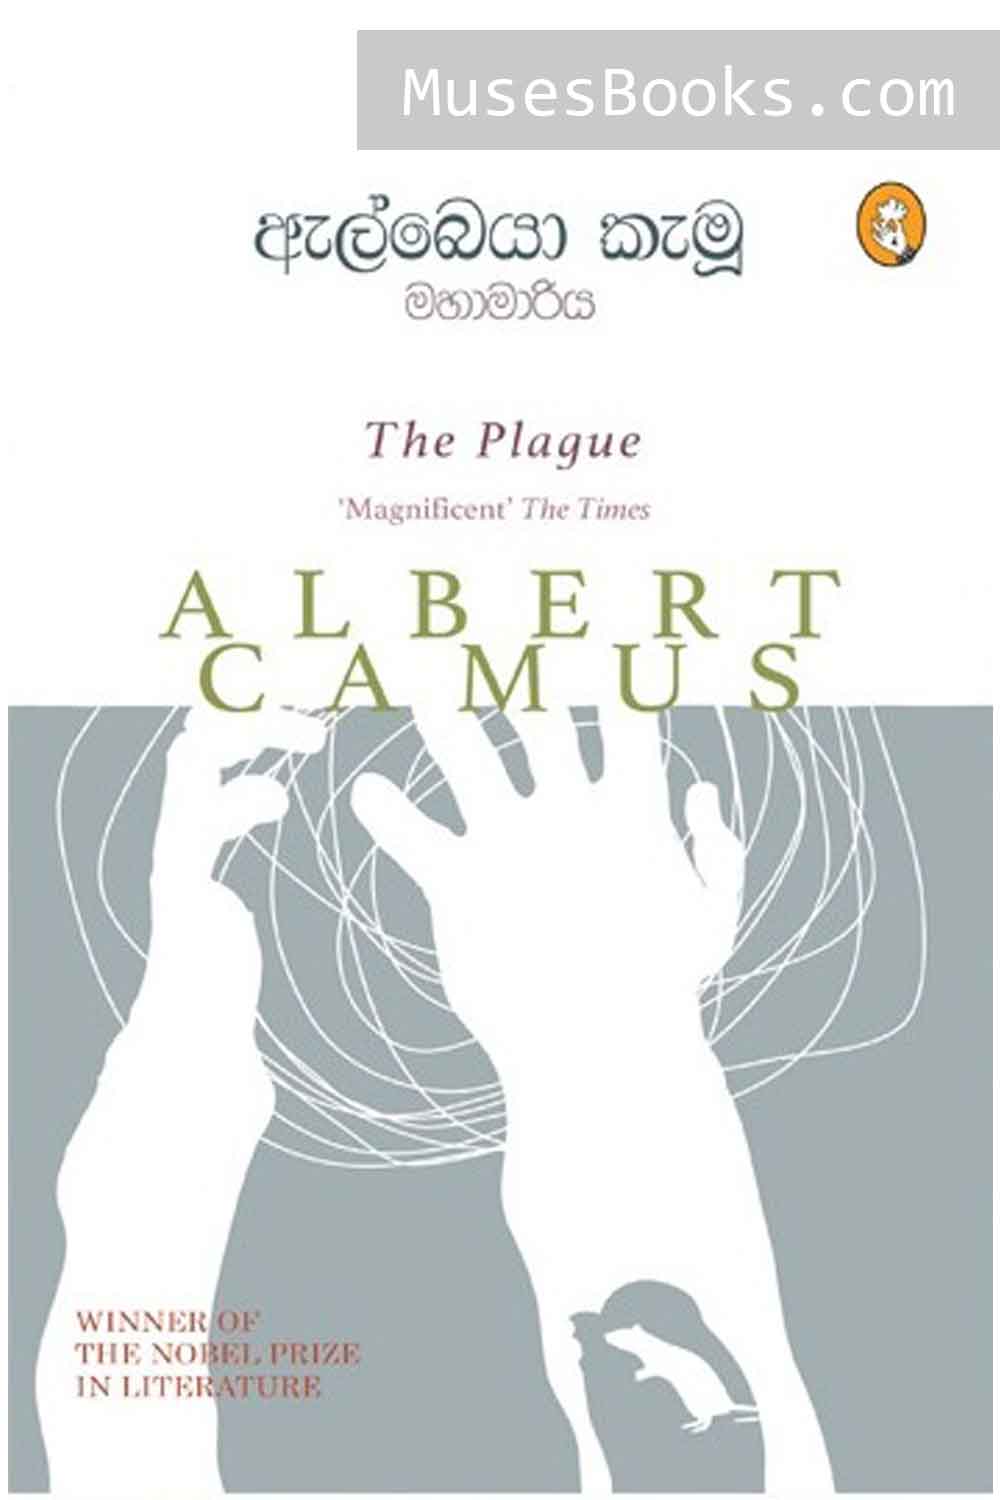 MusesBooks.com
ඇල්බෙයා කැමූ
මහාමාරිය
The Plague
'Magnificent' The Times
ALBERT
CAMUS
WINNER OF
THE NOBEL PRIZE
IN LITERATURE